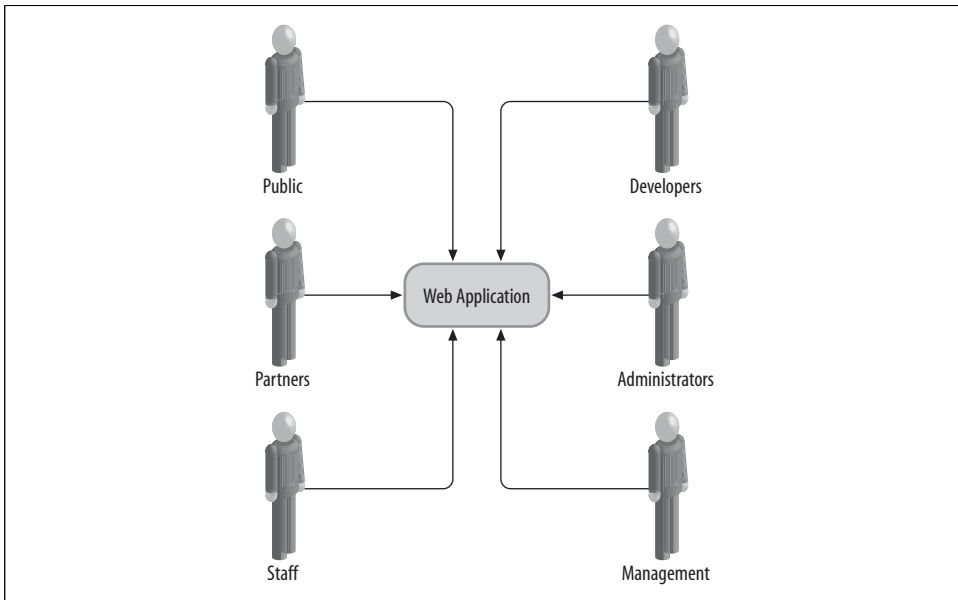 Public
Developers
Partners
Web Application
Administrators
Staff
Management